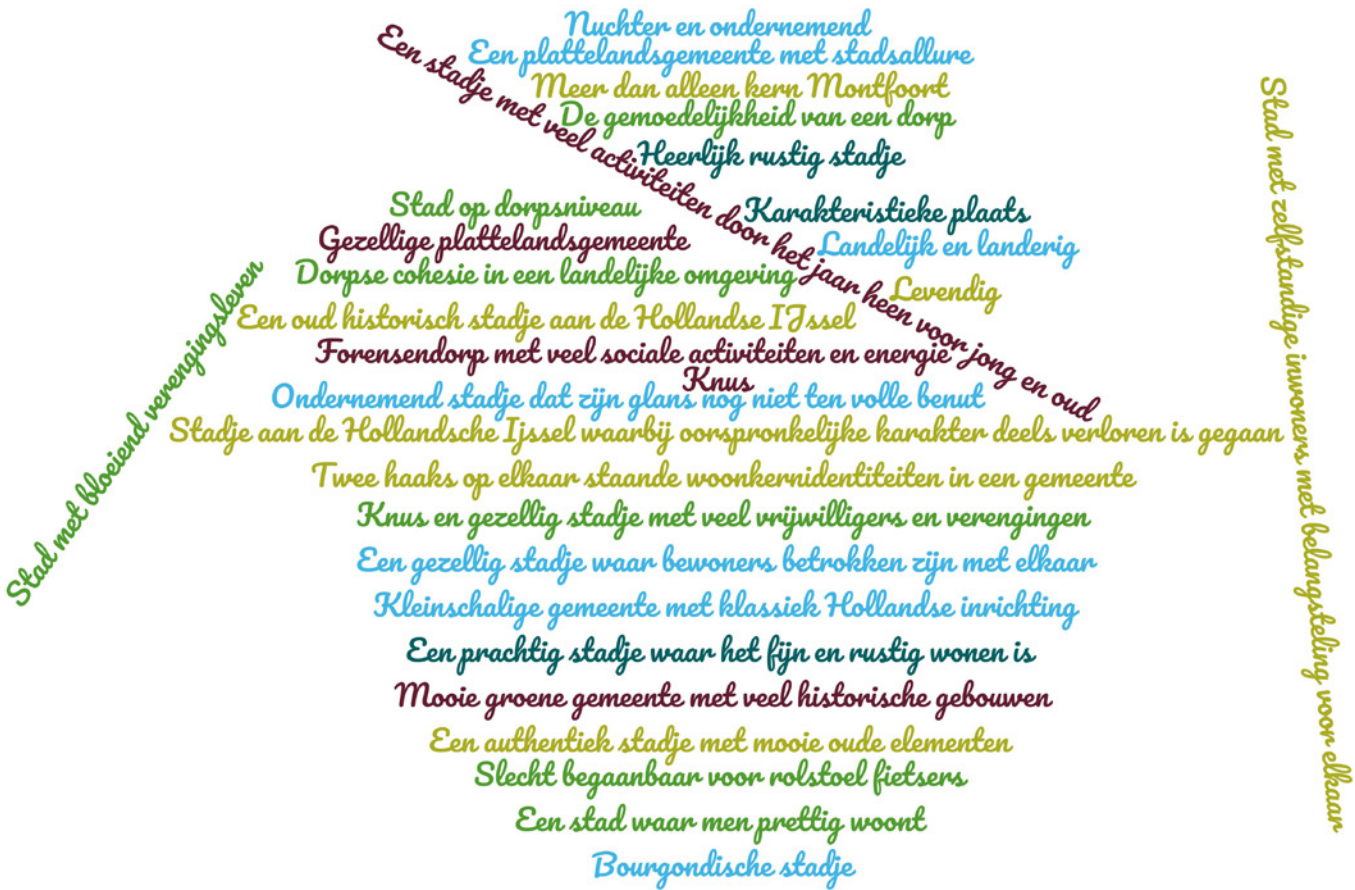 Nuchter en ondernemend
Een plattelandsgemeente met stadsallure
Een stadje met veel activiteiten door het jaar heen voor jong en oud
Meer dan alleen kern Montfoort
De gemoedelijkheid van een dorp
Heerlijk rustig stadje
Stad met zelfstandige inwoners met belangsteling voor elkaar
Stad op dorpsniveau
Karakteristieke plaats
Gezellige plattelandsgemeente
Landelijk en landerig
Dorpse cohesie in een landelijke omgeving
Levendig
Stad met bloeiend verengingsleven
Een oud historisch stadje aan de Hollandse IJssel
Forensendorp met veel sociale activiteiten en energie
Knus
Ondernemend stadje dat zijn glans nog niet ten volle benut
Stadje aan de Hollandsche Ijssel waarbij oorspronkelijke karakter deels verloren is gegaan
Twee haaks op elkaar staande woonkernidentiteiten in een gemeente
Knus en gezellig stadje met veel vrijwilligers en verengingen
Een gezellig stadje waar bewoners betrokken zijn met elkaar
Kleinschalige gemeente met klassiek Hollandse inrichting
Een prachtig stadje waar het fijn en rustig wonen is
Mooie groene gemeente met veel historische gebouwen
Een authentiek stadje met mooie oude elementen
Slecht begaanbaar voor rolstoel fietsers
Een stad waar men prettig woont
Bourgondische stadje